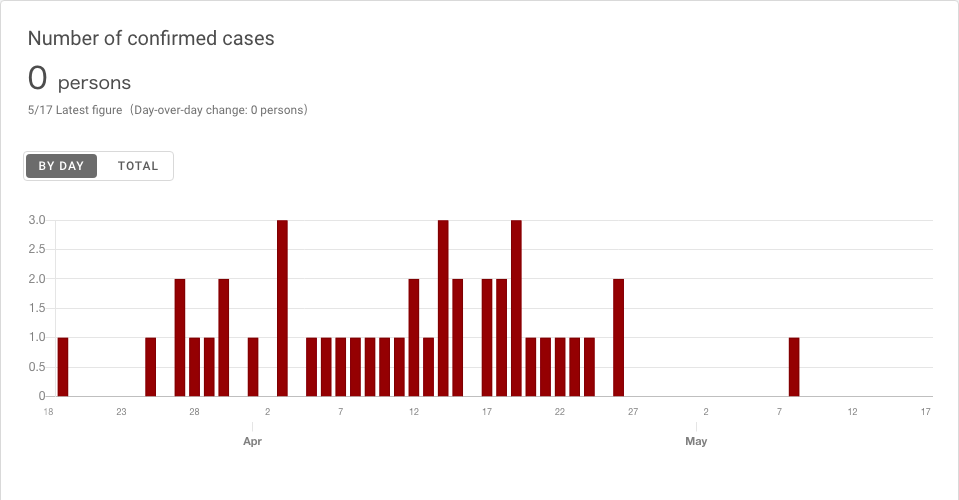 Number of confirmed cases
0 persons
5/17 Latest figure (Day-over-day change: 0 persons)
BY DAY TOTAL
3.0
2.5
2.0
1.5
1.0
0.5
0
18 23 28 2 7 12 17 22 27 2 7 12 17
Apr May